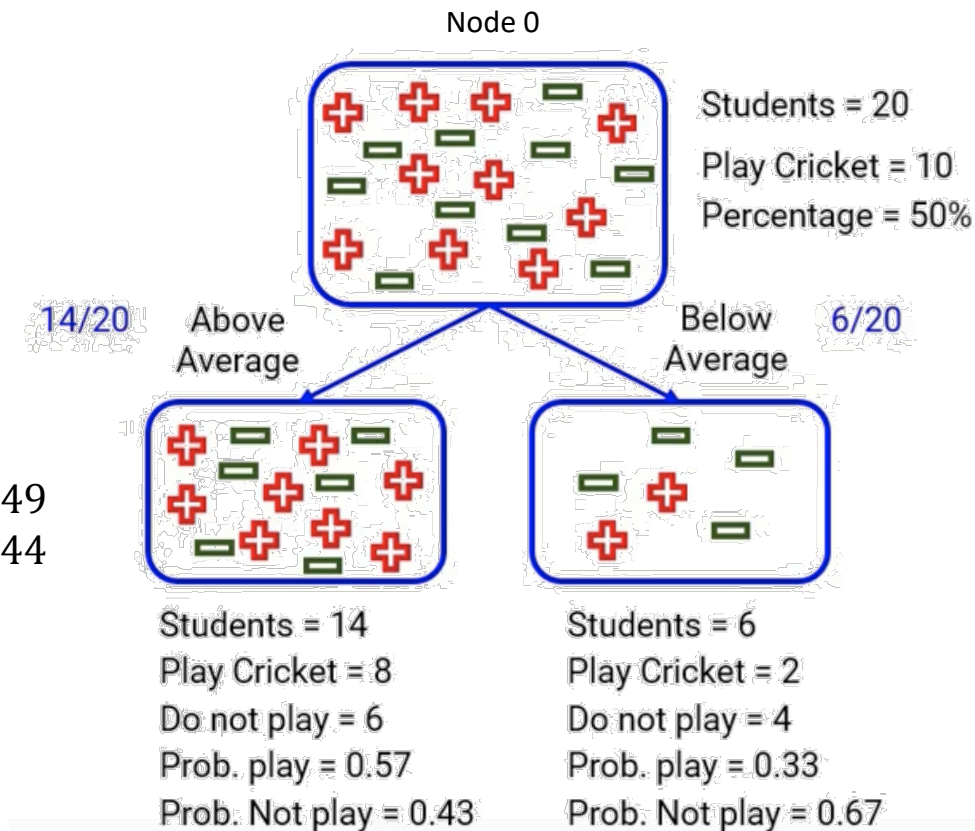 Node 0
Students = 20
Play Cricket = 10
Percentage = 50%
14/20
Above
Average
Below
Average
6/20
49
44
Students = 14
Play Cricket = 8
Do not play = 6
Prob. play = 0.57
Prob. Not play = 0.43
Students = 6
Play Cricket = 2
Do not play = 4
Prob. play = 0.33
Prob. Not play = 0.67